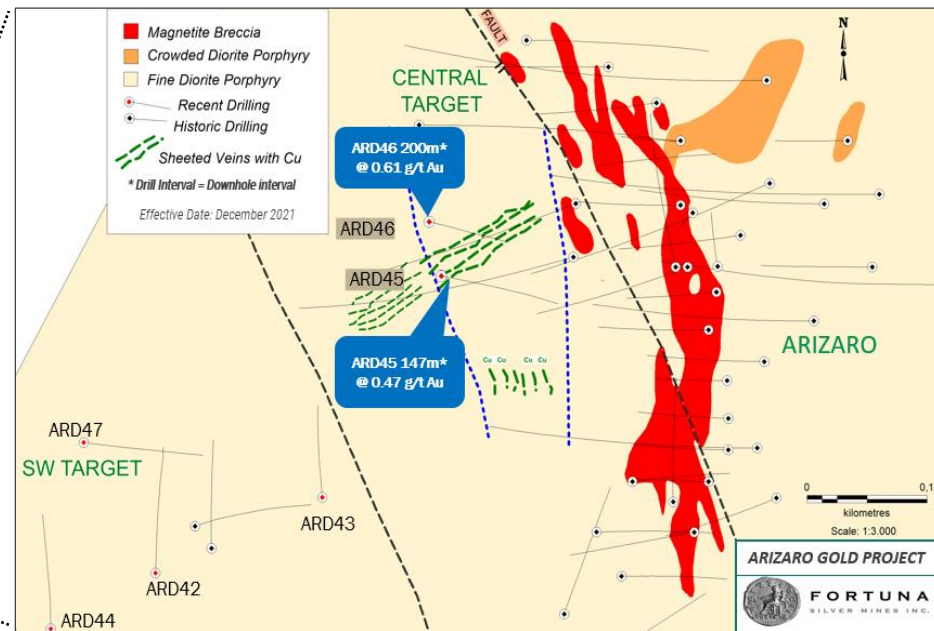 Magnetite Breccia
Crowded Diorite Porphyry
Fine Diorite Porphyry
Recent Drilling
Historic Drilling
Sheeted Veins with Cu
* Drill Interval = Downhole interval
Effective Date: December 2021
FAULT
N
CENTRAL
TARGET
ARD46 200m*
@ 0.61 g/t Au
ARD46
ARD45
ARD45 147m*
@ 0.47 g/t Au
Cu Cu Cu Cu
ARIZARO
ARD47
SW TARGET
ARD43
ARD42
ARD44
0 0,1
kilometres
Scale: 1:3.000
ARIZARO GOLD PROJECT
FORTUNA
SILVER MINES INC.